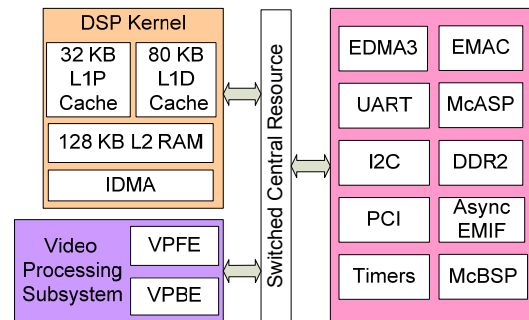 DSP Kernel
32 KB
L1P
Cache
80 KB
L1D
Cache
128 KB L2 RAM
IDMA
Video
Processing
Subsystem
VPFE
VPBE
Switched Central Resource
EDMA3
EMAC
UART
McASP
I2C
DDR2
PCI
Async
EMIF
Timers
McBSP